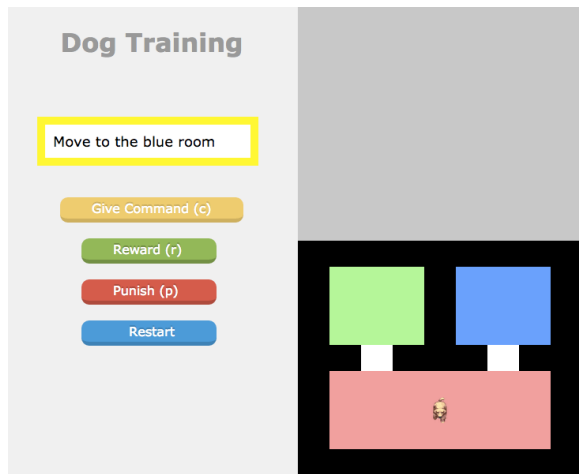 Dog Training
Move to the blue room
Give Command (c)
Reward (r)
Punish (p)
Restart